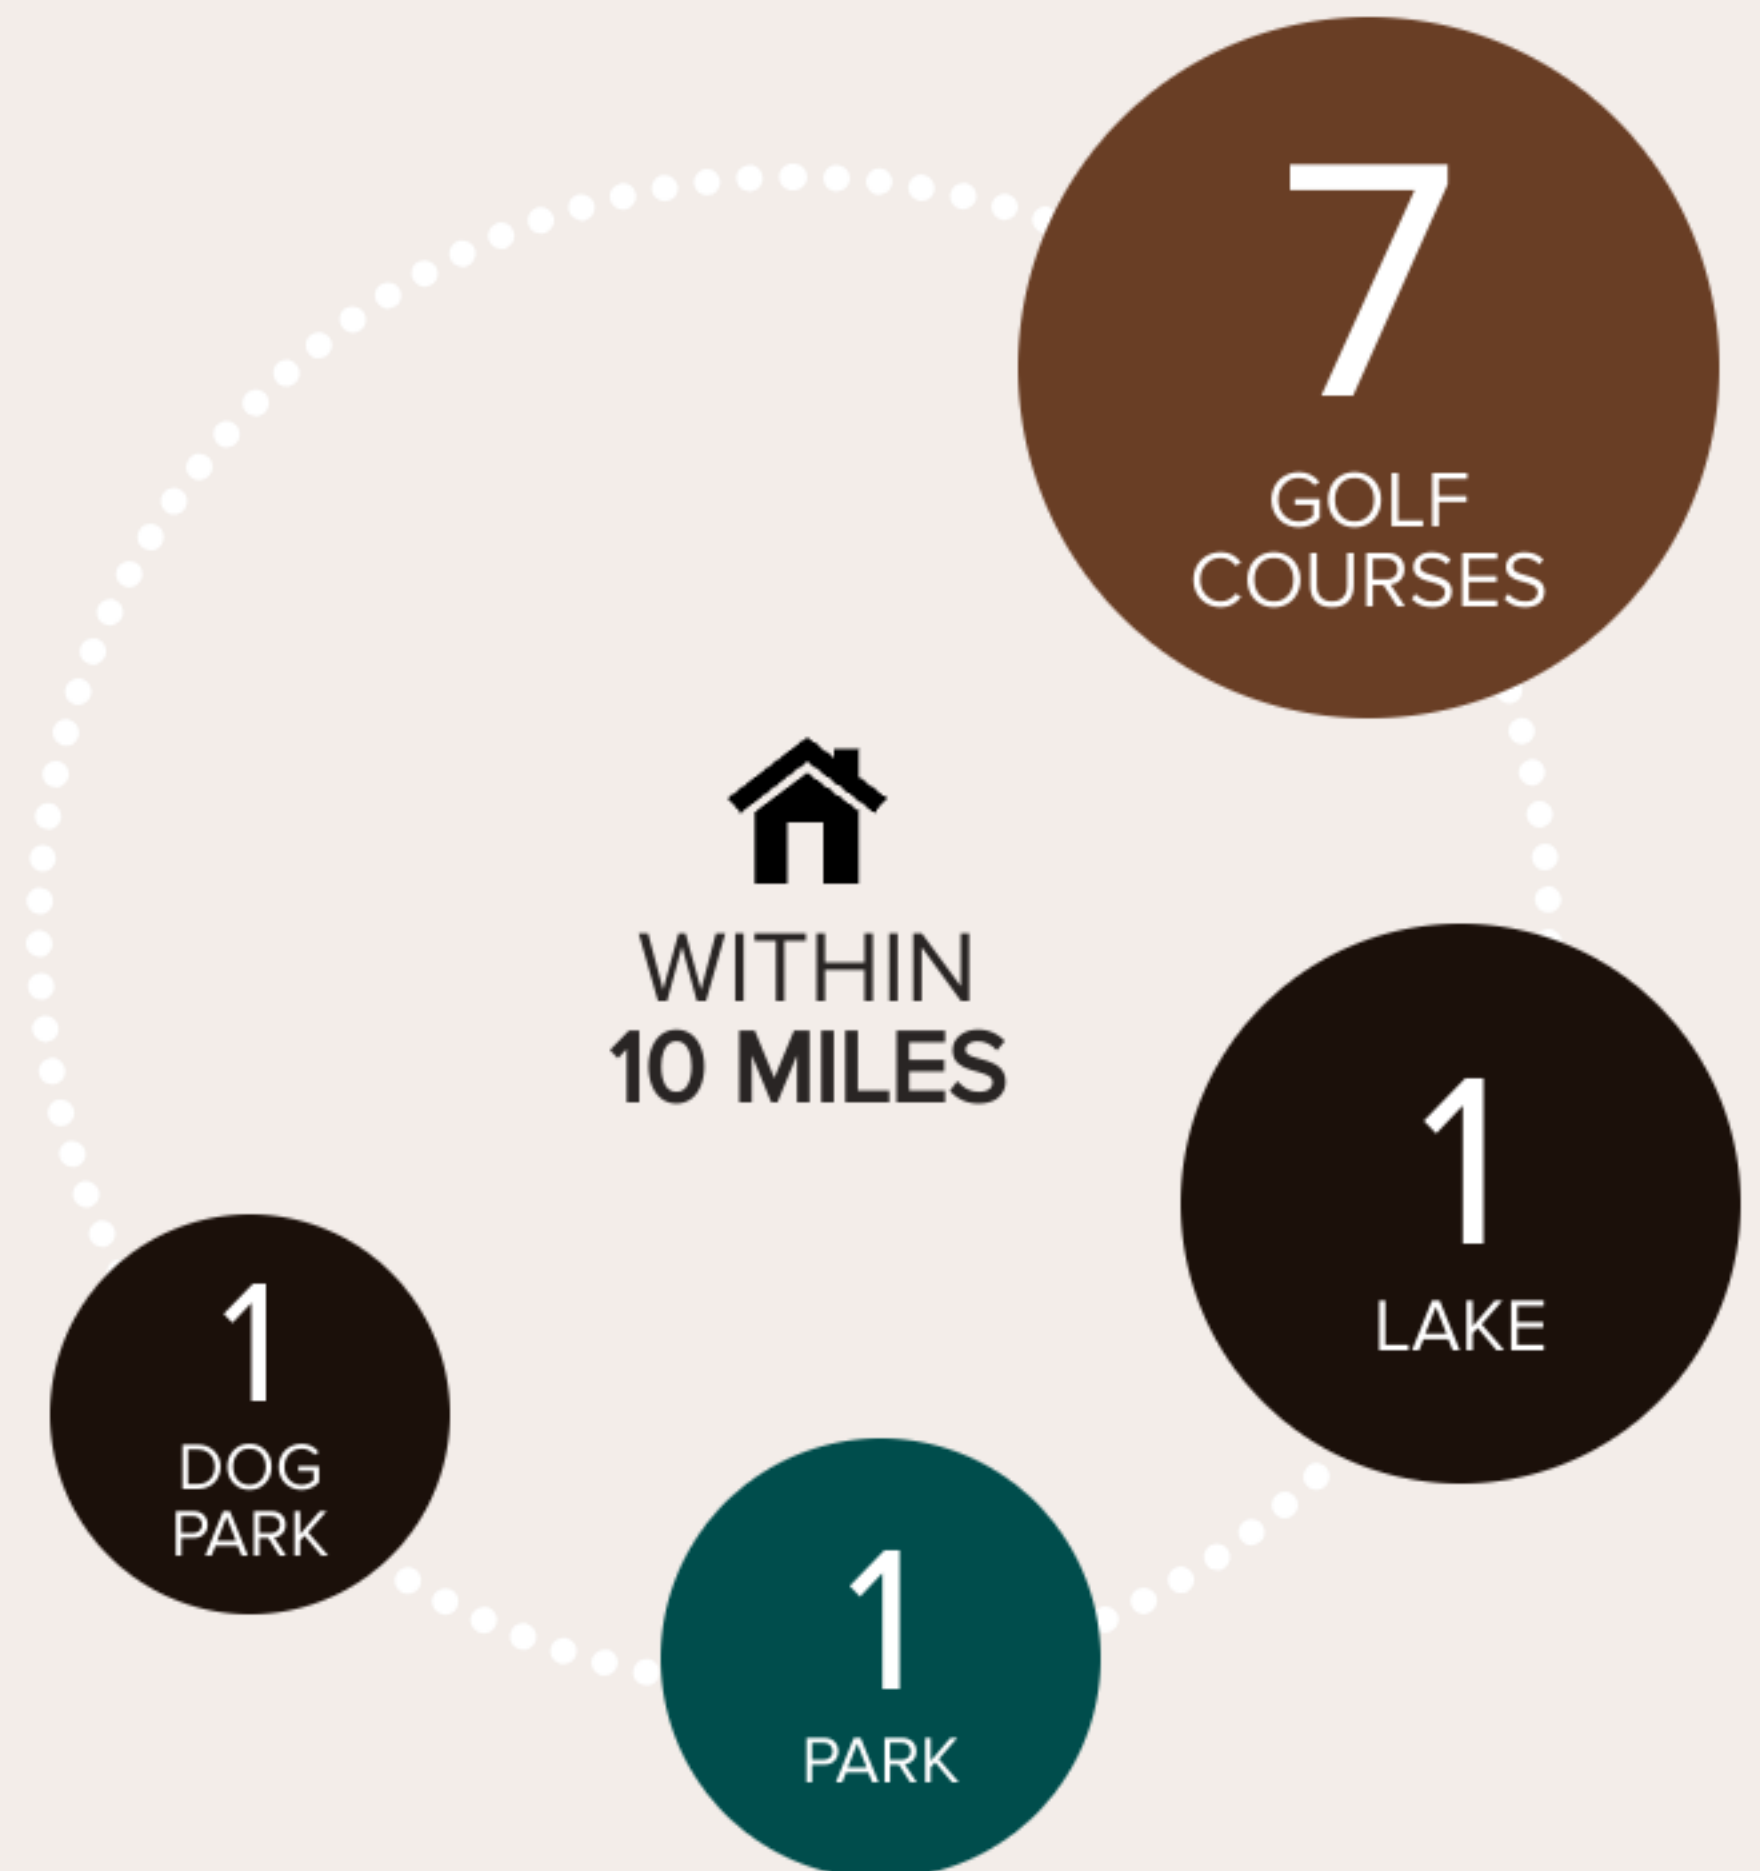 7
GOLF
COURSES
WITHIN
10 MILES
1
LAKE
1
DOG
PARK
1
PARK